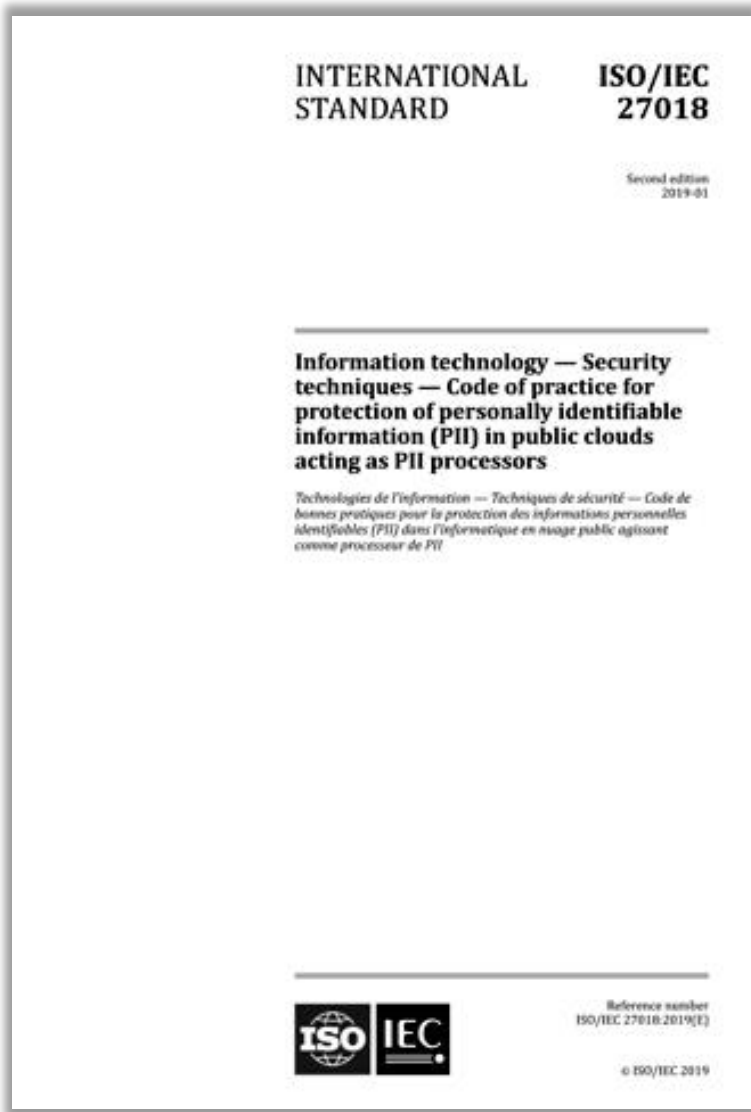 INTERNATIONAL
STANDARD
ISO/IEC
27018
Second edition
2019-01
Information technology — Security
techniques — Code of practice for
protection of personally identifiable
information (PII) in public clouds
acting as PII processors
Technologies de l'information — Techniques de sécurité — Code de
bonnes pratiques pour la protection des informations personnelles
identifiables (PII) dans l'informatique en nuage public agissant
comme processeur de PII
ISO
IEC
Reference number
ISO/IEC 27018:2019(E)
© ISO/IEC 2019